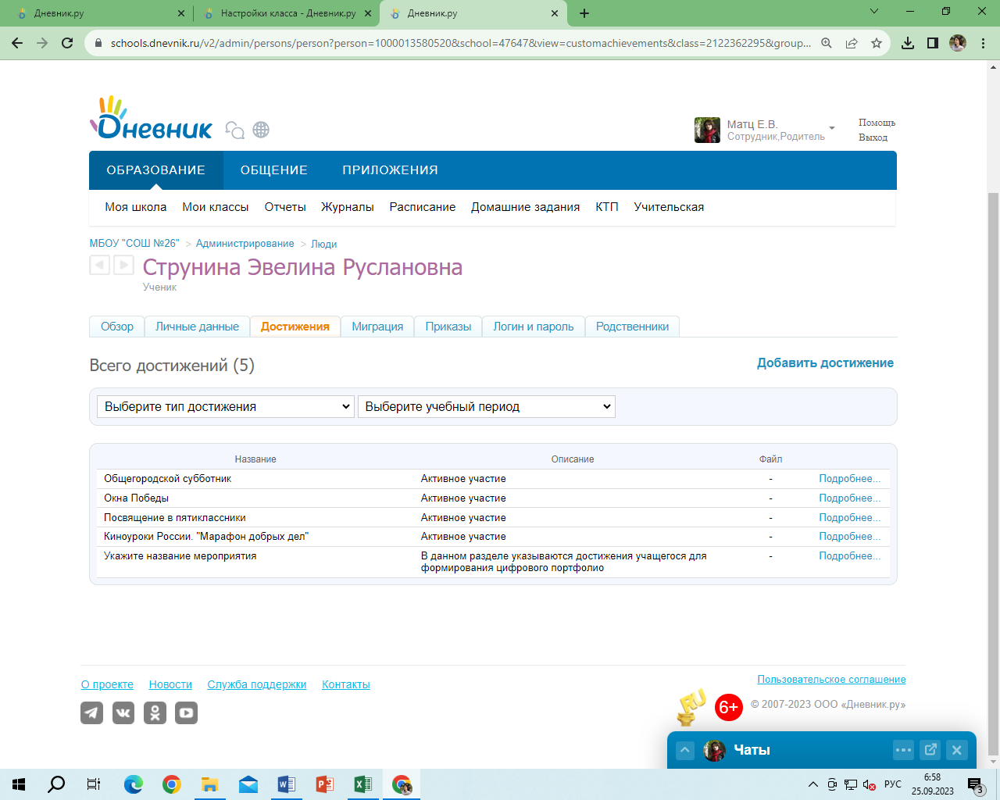 Дневник.ру
Настройки класса - Дневник.ру
Дневник.ру
schools.dnevnik.ru/v2/admin/persons/person?person=1000013580520&school=47647&view=customachievements&class=2122362295&group...
Дневник
Матц Е.В.
Сотрудник,Родитель
Помощь
Выход
ОБРАЗОВАНИЕ ОБЩЕНИЕ ПРИЛОЖЕНИЯ
Моя школа Мои классы Отчеты Журналы Расписание Домашние задания КТП Учительская
МБОУ "СОШ №26" > Администрирование > Люди
Струнина Эвелина Руслановна
Ученик
Обзор Личные данные Достижения Миграция Приказы Логин и пароль Родственники
Всего достижений (5)
Добавить достижение
Выберите тип достижения Выберите учебный период
Название Описание Файл
Общегородской субботник Активное участие - Подробнее...
Окна Победы Активное участие - Подробнее...
Посвящение в пятиклассники Активное участие - Подробнее...
Киноуроки России. "Марафон добрых дел" Активное участие - Подробнее...
Укажите название мероприятия В данном разделе указываются достижения учащегося для - Подробнее...
формирования цифрового портфолио
О проекте Новости Служба поддержки Контакты
Пользовательское соглашение
RU 6+ © 2007-2023 ООО «Дневник.ру»
Чаты
РУС
6:58
25.09.2023
3